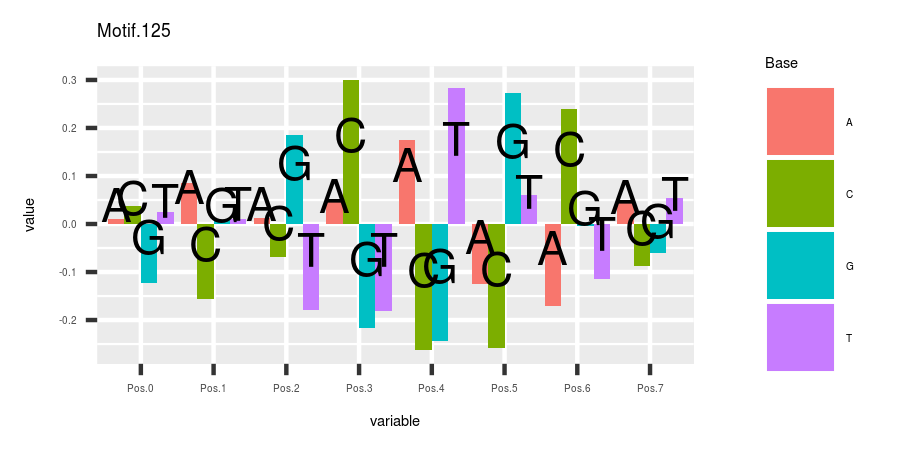 Motif.125
Base
value
0.3
0.2
0.1
0.0
-0.1
-0.2
A C G T A C G T A C G T A C G T A C G T A C G T A C G T A C G T
Pos.0 Pos.1 Pos.2 Pos.3 Pos.4 Pos.5 Pos.6 Pos.7
variable
A
C
G
T